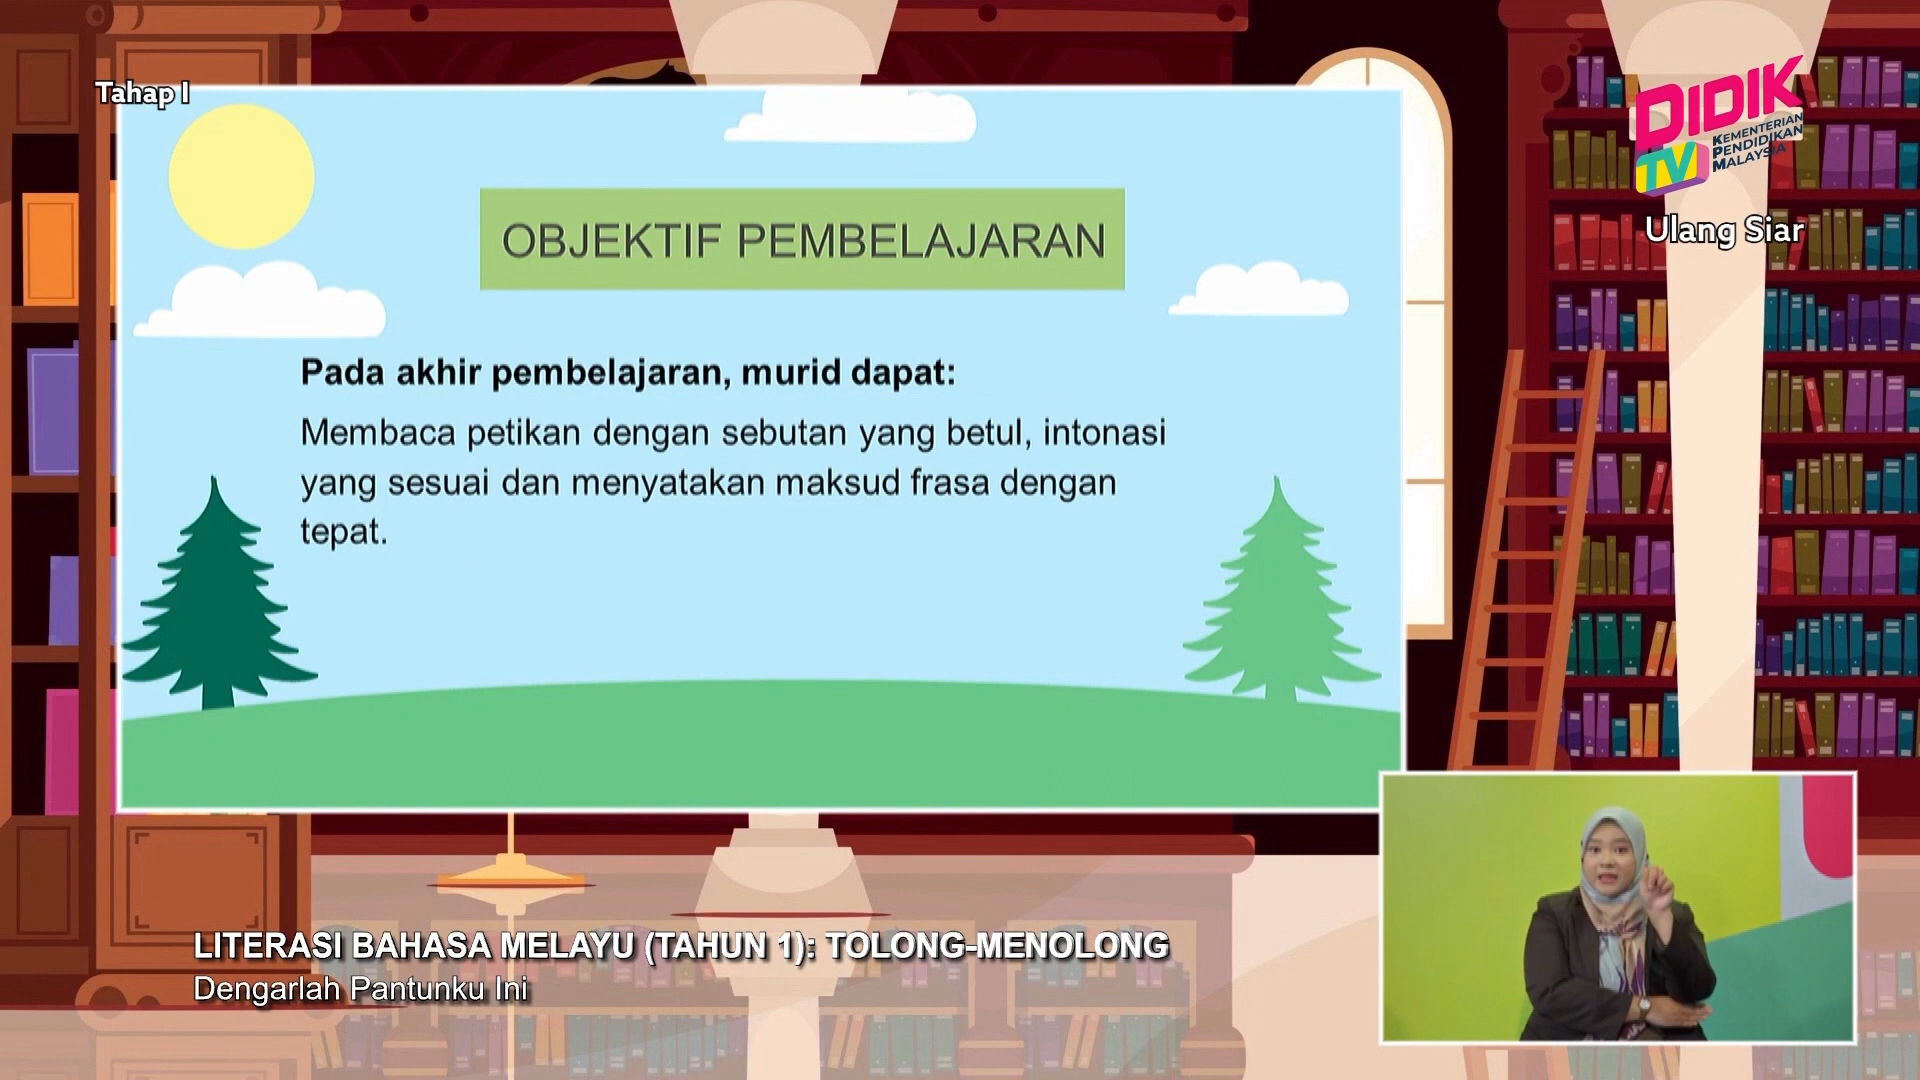 Tahap I
DIDIK
TV
KEMENTERIAN
PENDIDIKAN
MALAYSIA
Ulang Siar
OBJEKTIF PEMBELAJARAN
Pada akhir pembelajaran, murid dapat:
Membaca petikan dengan sebutan yang betul, intonasi
yang sesuai dan menyatakan maksud frasa dengan
tepat.
LITERASI BAHASA MELAYU (TAHUN 1): TOLONG-MENOLONG
Dengarlah Pantunku Ini